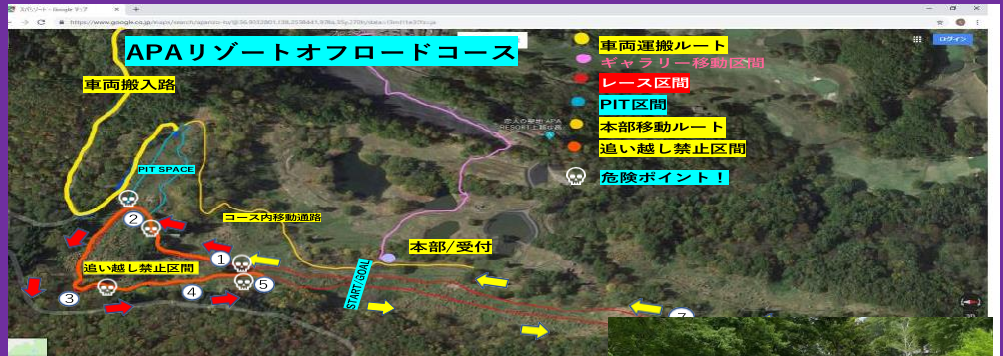 APAリゾートオフロードコース
車両搬入路
PIT SPACE
コース内移動通路
本部/受付
追い越し禁止区間
START/GOAL
1
2
3
4
5
7
車両運搬ルート
ギャラリー移動区間
レース区間
PIT区間
本部移動ルート
追い越し禁止区間
危険ポイント！
ログイン